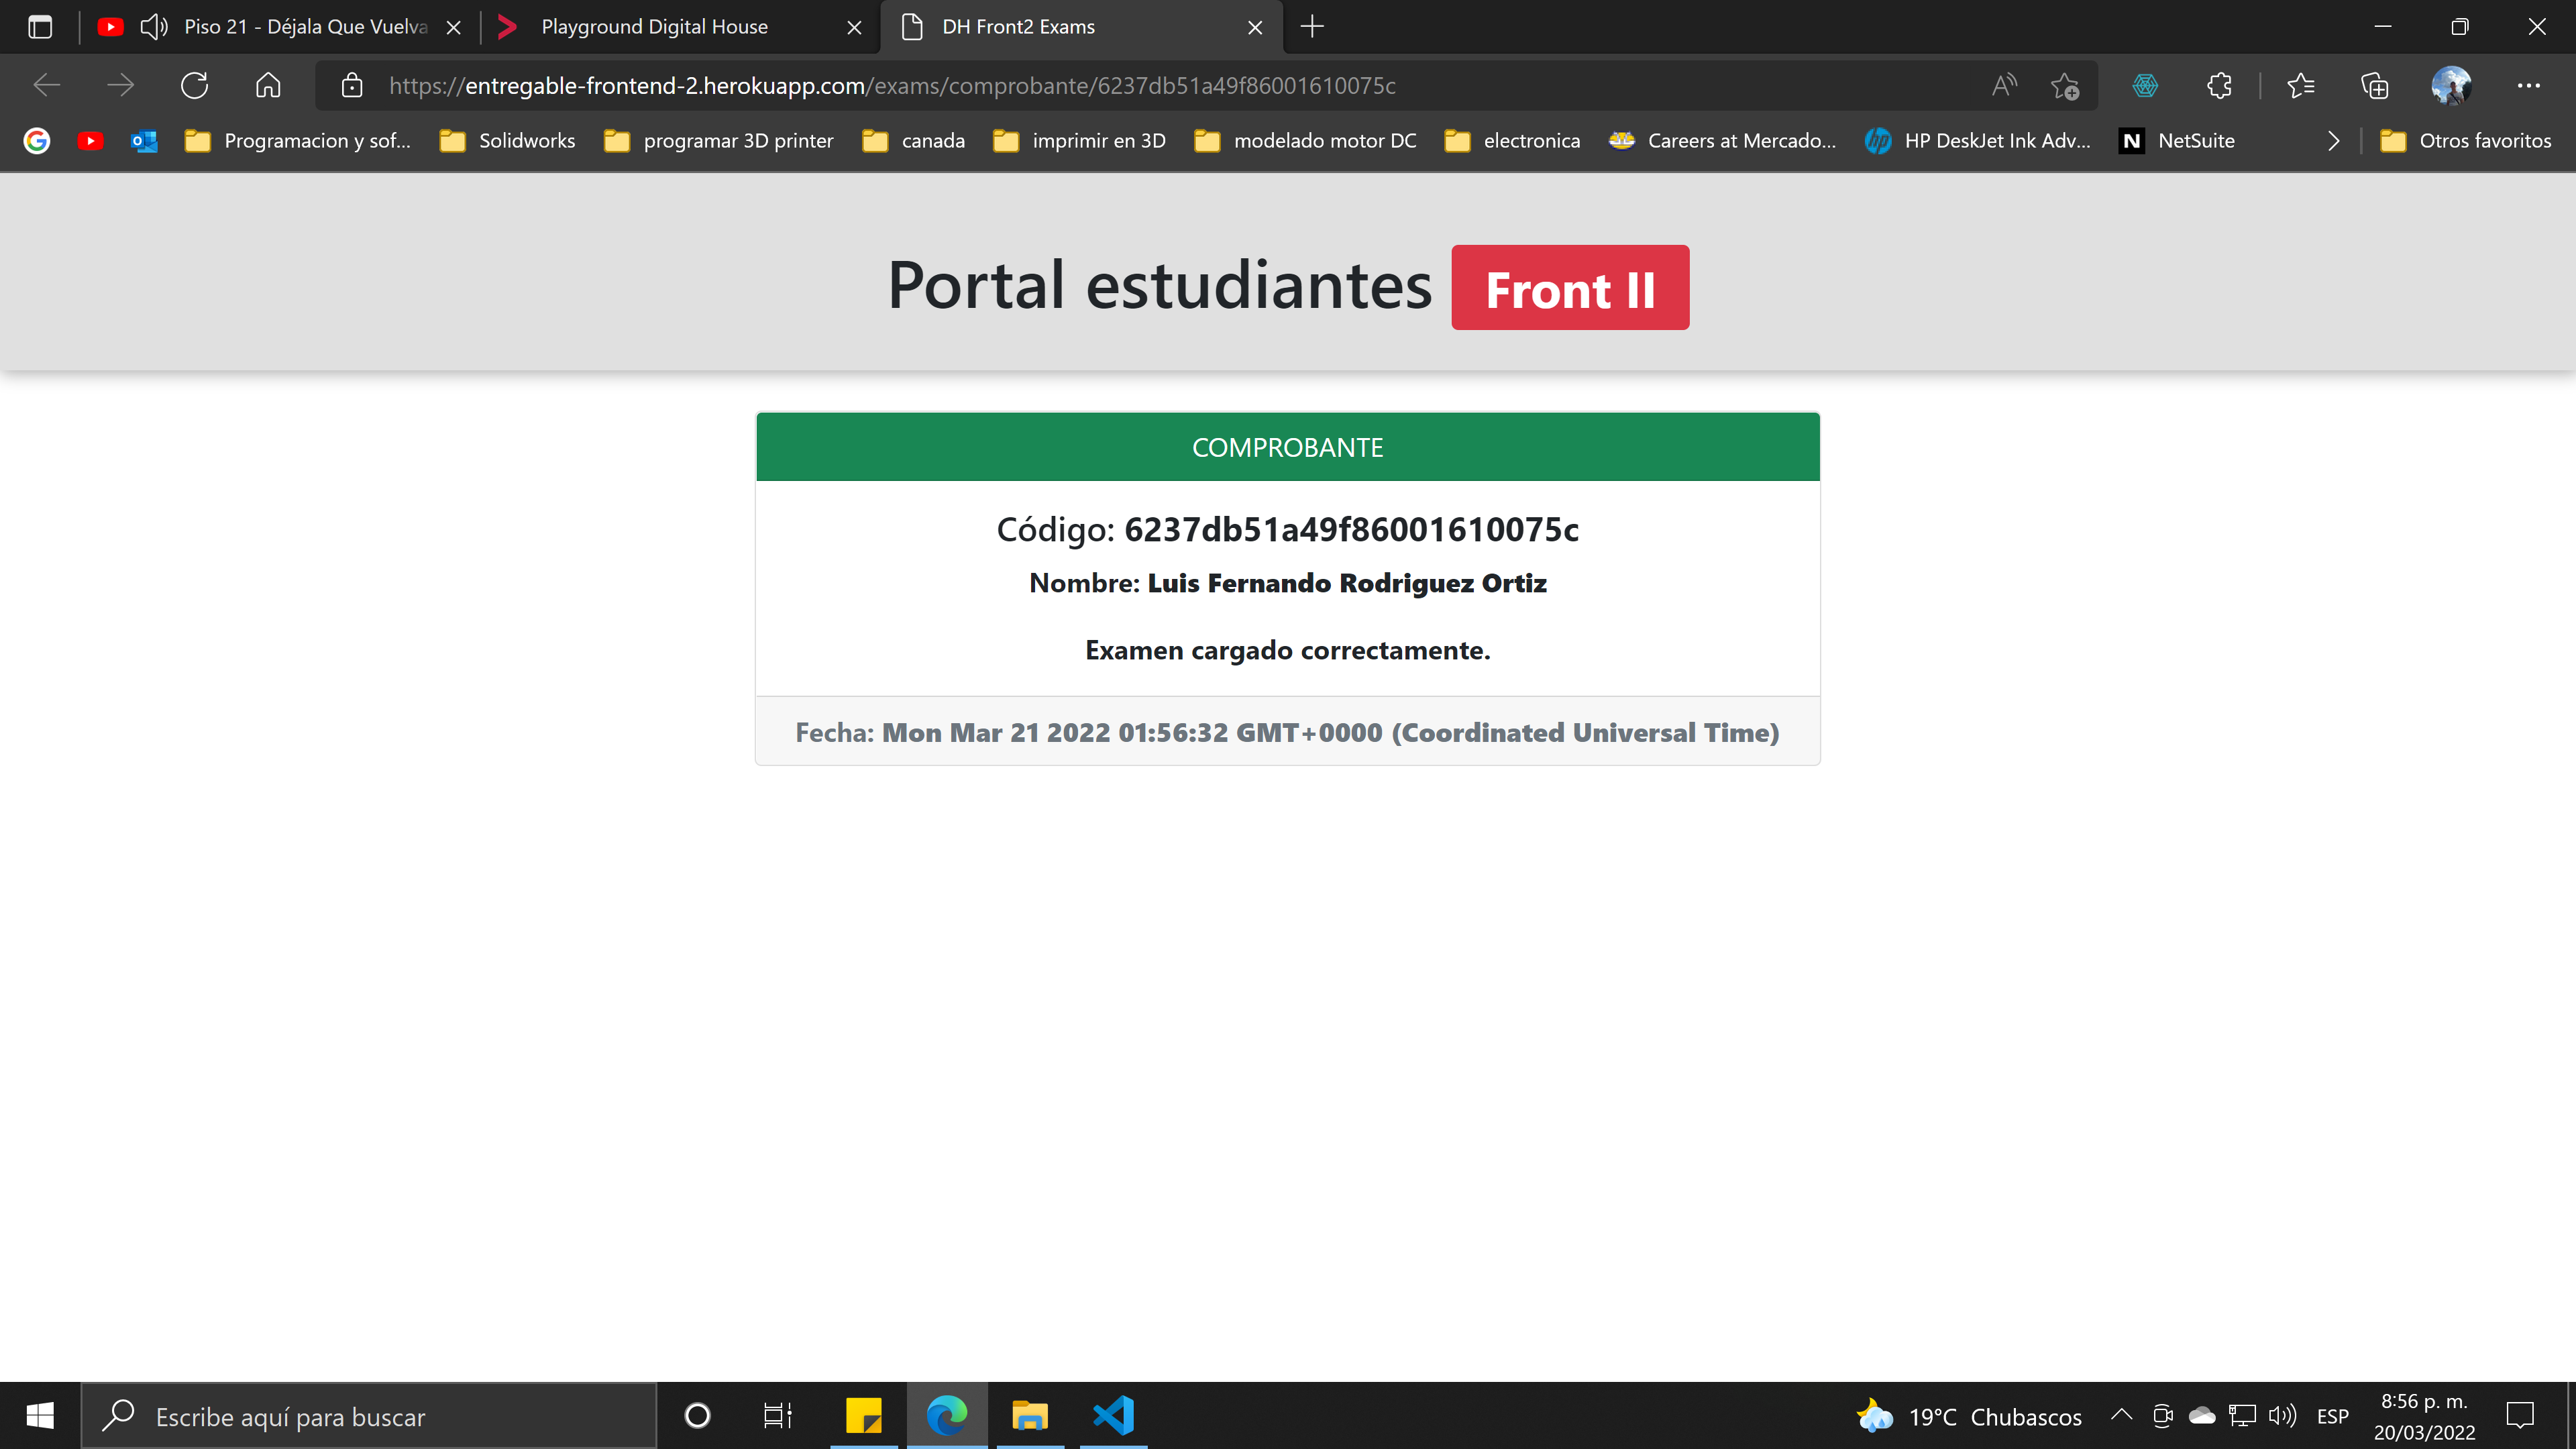 Piso 21 - Déjala Que Vuelva
Playground Digital House
DH Front2 Exams
https://entregable-frontend-2.herokuapp.com/exams/comprobante/6237db51a49f86001610075c
Programacion y sof... Solidworks programar 3D printer canada imprimir en 3D modelado motor DC electronica Careers at Mercado... HP DeskJet Ink Adv... NetSuite Otros favoritos
Portal estudiantes Front II
COMPROBANTE
Código: 6237db51a49f86001610075c
Nombre: Luis Fernando Rodriguez Ortiz
Examen cargado correctamente.
Fecha: Mon Mar 21 2022 01:56:32 GMT+0000 (Coordinated Universal Time)
Escribe aquí para buscar
19°C Chubascos
ESP
8:56 p. m.
20/03/2022